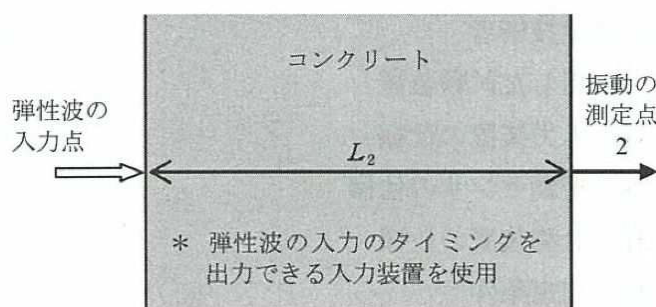 コンクリート
弾性波の
入力点
L₂
振動の
測定点
2
* 弾性波の入力のタイミングを
出力できる入力装置を使用